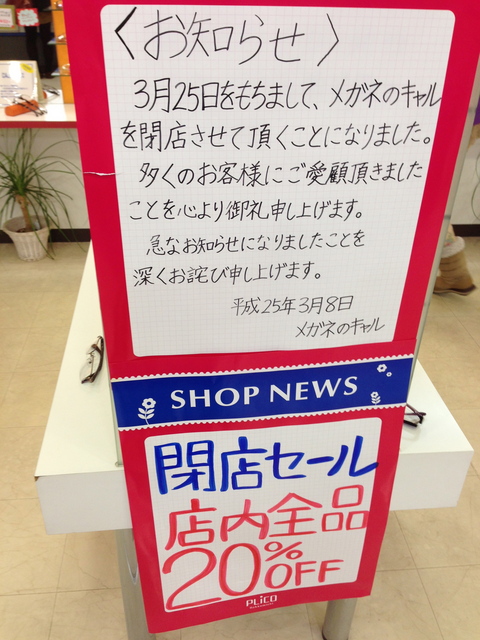 〈お知らせ〉
3月25日をもちまして、メガネのキャル
を閉店させて頂くことになりました。
多くのお客様にご愛顧頂きました
ことを心より御礼申し上げます。
急なお知らせになりましたことを
深くお詫び申し上げます。
平成25年3月8日
メガネのキャル
SHOP NEWS
閉店セール
店内全品
20%OFF
PLiCO